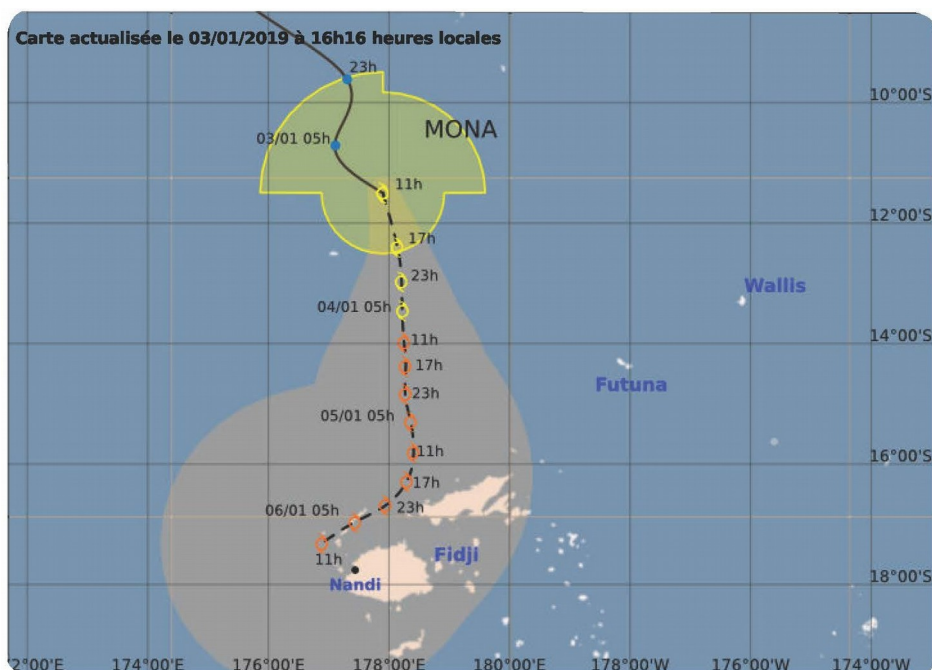 Carte actualisée le 03/01/2019 à 16h16 heures locales
23h
10°00'S
MONA
03/01 05h
11h
12°00'S
17h
23h
Wallis
04/01 05h
14°00'S
11h
17h
Futuna
23h
05/01 05h
11h
16°00'S
17h
23h
06/01 05h
11h
Fidji
Nandi
18°00'S
2°00'E 174°00'E 176°00'E 178°00'E 180°00'E 178°00'W 176°00'W 174°00'W